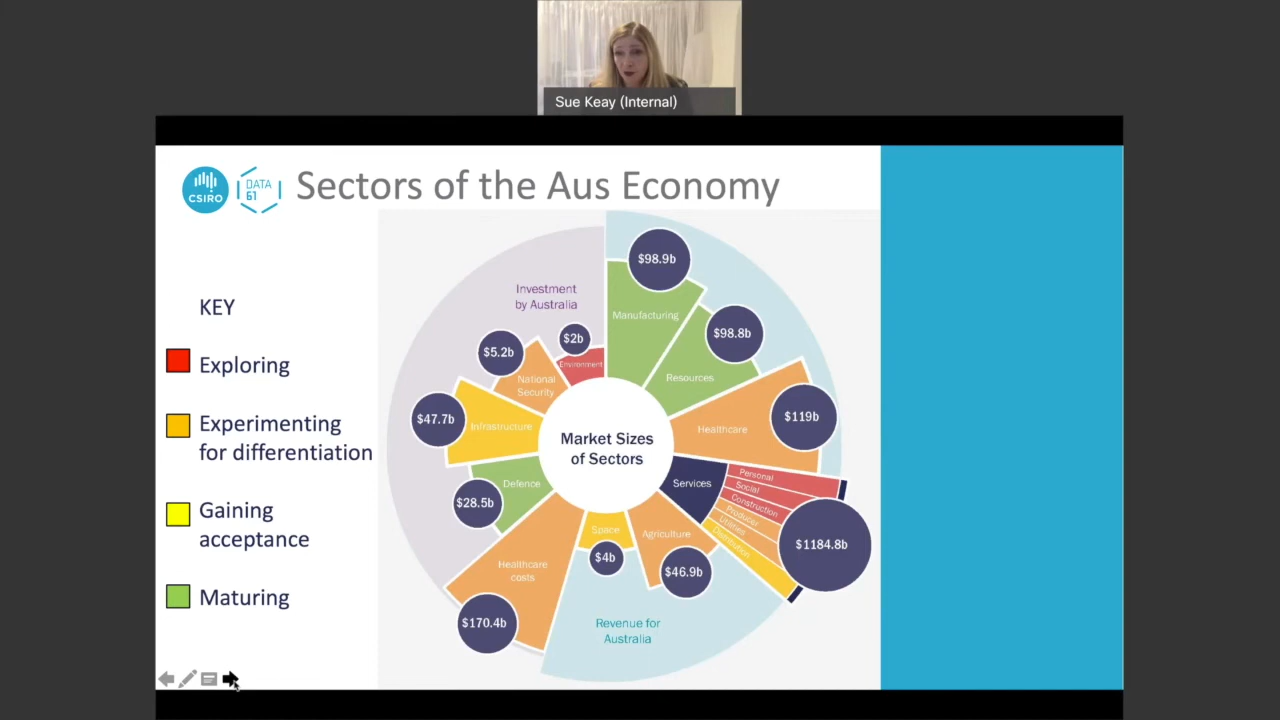 Sue Keay (Internal)
CSIRO
DATA
61
Sectors of the Aus Economy
KEY
Exploring
Experimenting
for differentiation
Gaining
acceptance
Maturing
Investment
by Australia
$98.9b
Manufacturing
$98.8b
Resources
$119b
Healthcare
Services
Personal
Social
Construction
Producer
Utilities
Distribution
$1184.8b
Agriculture
$46.9b
Space
$4b
Revenue for
Australia
Healthcare
costs
$170.4b
Defence
$28.5b
Infrastructure
$47.7b
National
Security
$5.2b
Environment
$2b
Market Sizes
of Sectors